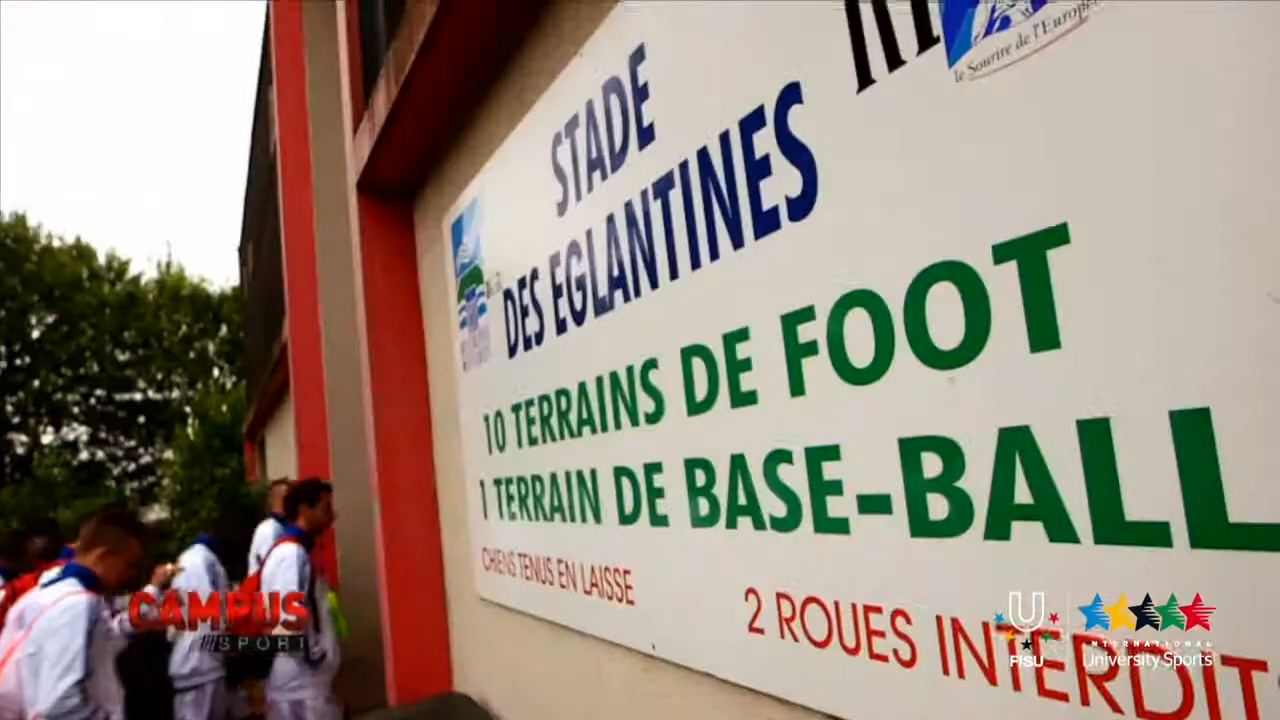 le Sourire de l'Europe
STADE
DES EGLANTINES
10 TERRAINS DE FOOT
1 TERRAIN DE BASE-BALL
CHIENS TENUS EN LAISSE
2 ROUES INTERDIT
CAMPUS
SPORT
FISU
INTERNATIONAL
University Sports